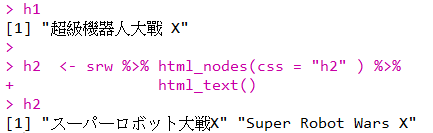 > h1
[1] "超級機器人大戰 X"
>
> h2  <- srw %>% html_nodes(css = "h2" ) %>%
+                html_text()
> h2
[1] "スーパーロボット大戦X" "Super Robot Wars X"